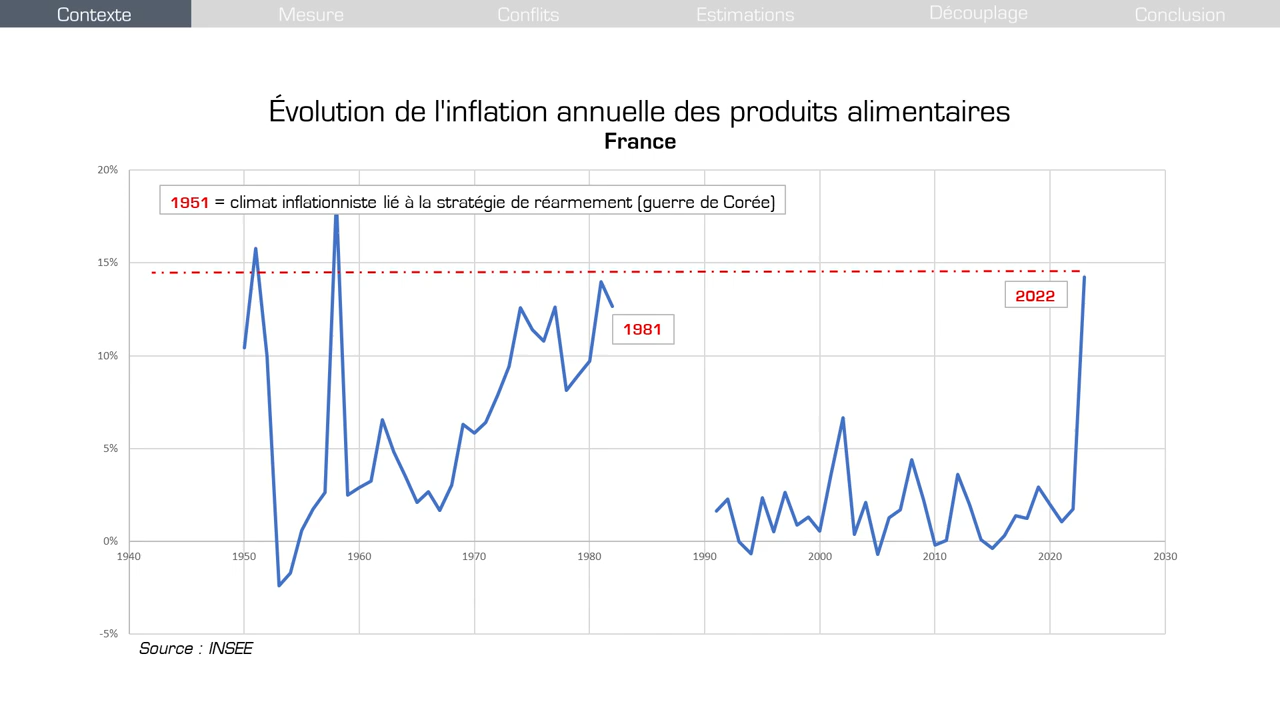 Contexte Mesure Conflits Estimations Découplage Conclusion
Évolution de l'inflation annuelle des produits alimentaires
France
20%
1951 = climat inflationniste lié à la stratégie de réarmement (guerre de Corée)
15%
2022
1981
10%
5%
0%
1940 1950 1960 1970 1980 1990 2000 2010 2020 2030
-5%
Source : INSEE